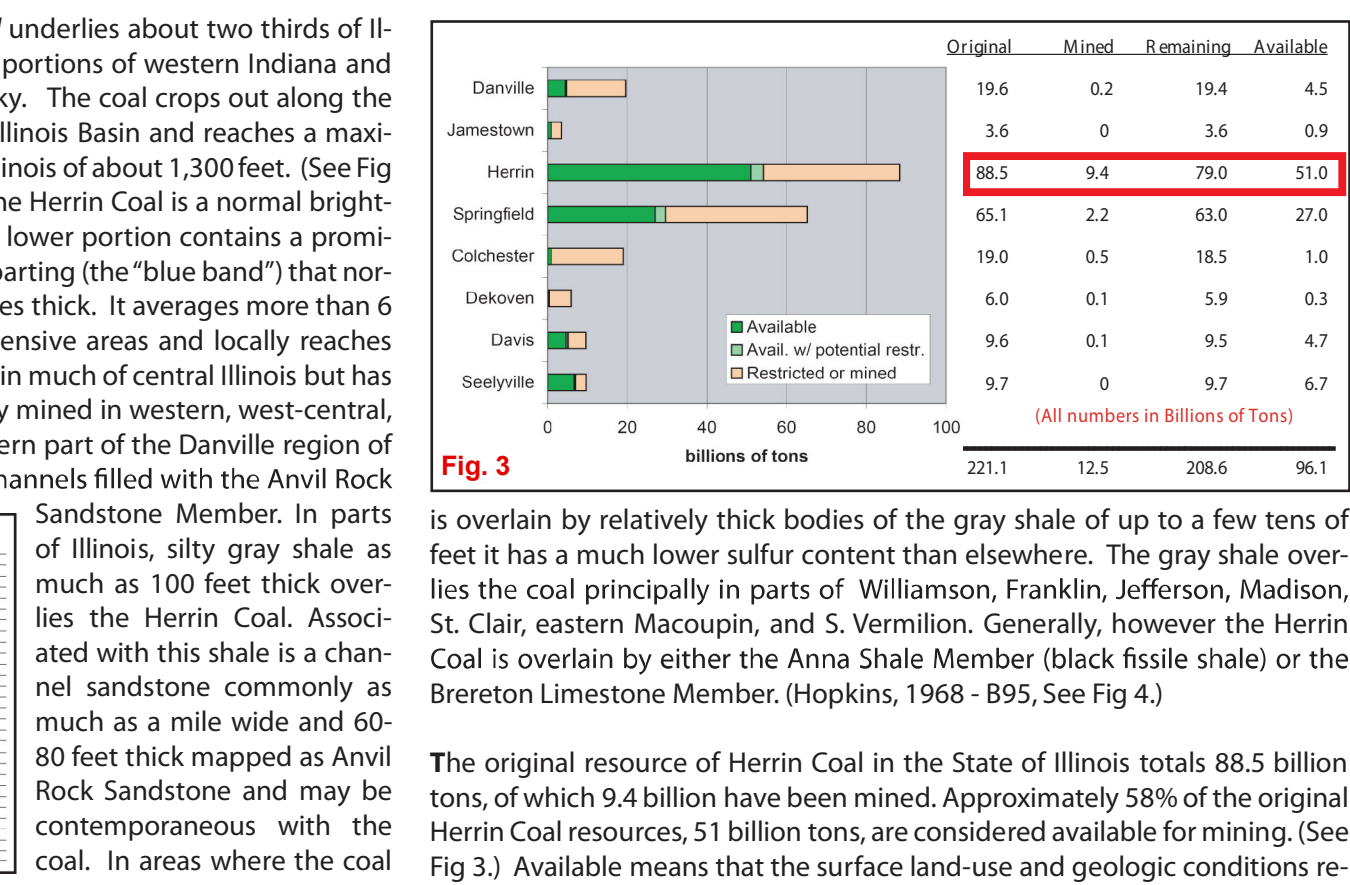 underlies about two thirds of Il-
portions of western Indiana and
ky. The coal crops out along the
llinois Basin and reaches a maxi-
linois of about 1,300 feet. (See Fig
he Herrin Coal is a normal bright-
lower portion contains a promi-
parting (the “blue band”) that nor-
es thick. It averages more than 6
ensive areas and locally reaches
in much of central Illinois but has
y mined in western, west-central,
ern part of the Danville region of
hannels filled with the Anvil Rock
Sandstone Member. In parts
of Illinois, silty gray shale as
much as 100 feet thick over-
lies the Herrin Coal. Associ-
ated with this shale is a chan-
nel sandstone commonly as
much as a mile wide and 60-
80 feet thick mapped as Anvil
Rock Sandstone and may be
contemporaneous with the
coal. In areas where the coal
Original Mined Remaining Available
Danville 19.6 0.2 19.4 4.5
Jamestown 3.6 0 3.6 0.9
Herrin 88.5 9.4 79.0 51.0
Springfield 65.1 2.2 63.0 27.0
Colchester 19.0 0.5 18.5 1.0
Dekoven 6.0 0.1 5.9 0.3
Davis 9.6 0.1 9.5 4.7
Seelyville 9.7 0 9.7 6.7
Available
Avail. w/ potential restr.
Restricted or mined
0 20 40 60 80 100
(All numbers in Billions of Tons)
billions of tons
Fig. 3
221.1 12.5 208.6 96.1
is overlain by relatively thick bodies of the gray shale of up to a few tens of
feet it has a much lower sulfur content than elsewhere. The gray shale over-
lies the coal principally in parts of Williamson, Franklin, Jefferson, Madison,
St. Clair, eastern Macoupin, and S. Vermilion. Generally, however the Herrin
Coal is overlain by either the Anna Shale Member (black fissile shale) or the
Brereton Limestone Member. (Hopkins, 1968 - B95, See Fig 4.)
The original resource of Herrin Coal in the State of Illinois totals 88.5 billion
tons, of which 9.4 billion have been mined. Approximately 58% of the original
Herrin Coal resources, 51 billion tons, are considered available for mining. (See
Fig 3.) Available means that the surface land-use and geologic conditions re-